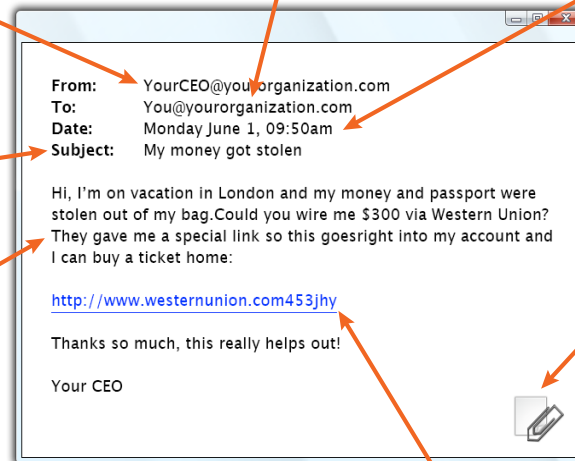 From: YourCEO@yourorganization.com
To: You@yourorganization.com
Date: Monday June 1, 09:50am
Subject: My money got stolen
Hi, I'm on vacation in London and my money and passport were
stolen out of my bag.Could you wire me $300 via Western Union?
They gave me a special link so this goesright into my account and
I can buy a ticket home:
http://www.westernunion.com453jhy
Thanks so much, this really helps out!
Your CEO